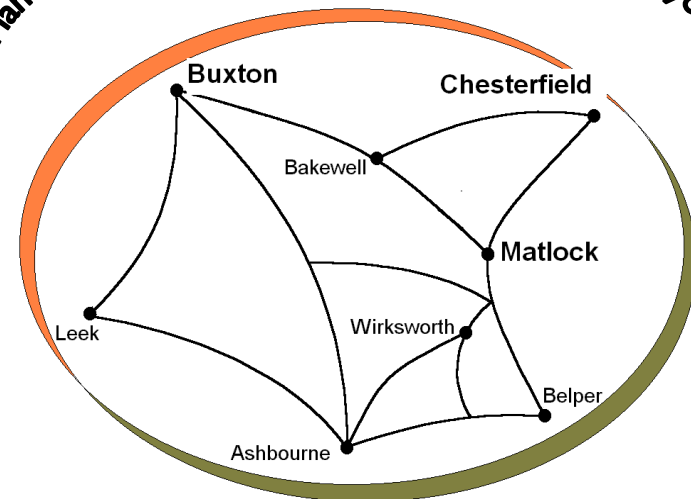 Buxton
Chesterfield
Bakewell
Matlock
Wirksworth
Leek
Belper
Ashbourne